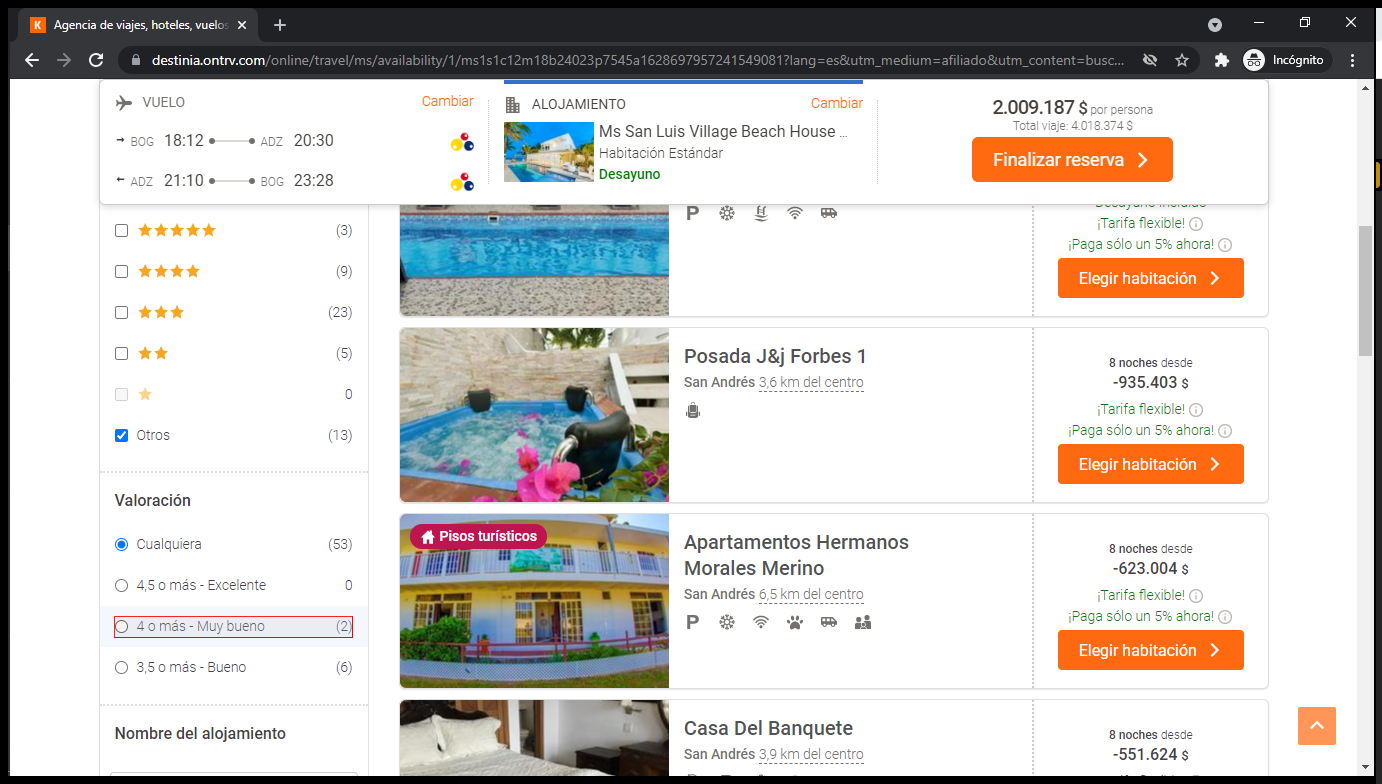 K Agencia de viajes, hoteles, vuelos
destinia.ontrv.com/online/travel/ms/availability/1/ms1s1c12m18b24023p7545a1628697957241549081?lang=es&utm_medium=afiliado&utm_content=busc...
Incógnito
VUELO
Cambiar
BOG 18:12 ADZ 20:30
ADZ 21:10 BOG 23:28
ALOJAMIENTO
Cambiar
Ms San Luis Village Beach House ...
Habitación Estándar
Desayuno
2.009.187 $ por persona
Total viaje: 4.018.374 $
Finalizar reserva
(3)
(9)
(23)
(5)
0
Otros (13)
Valoración
Cualquiera (53)
4,5 o más - Excelente 0
4 o más - Muy bueno (2)
3,5 o más - Bueno (6)
Nombre del alojamiento
P
Desayuno incluido
¡Tarifa flexible!
¡Paga sólo un 5% ahora!
Elegir habitación
Posada J&j Forbes 1
San Andrés 3,6 km del centro
8 noches desde
-935.403 $
¡Tarifa flexible!
¡Paga sólo un 5% ahora!
Elegir habitación
Pisos turísticos
Apartamentos Hermanos
Morales Merino
San Andrés 6,5 km del centro
P
8 noches desde
-623.004 $
¡Tarifa flexible!
¡Paga sólo un 5% ahora!
Elegir habitación
Casa Del Banquete
San Andrés 3,9 km del centro
8 noches desde
-551.624 $